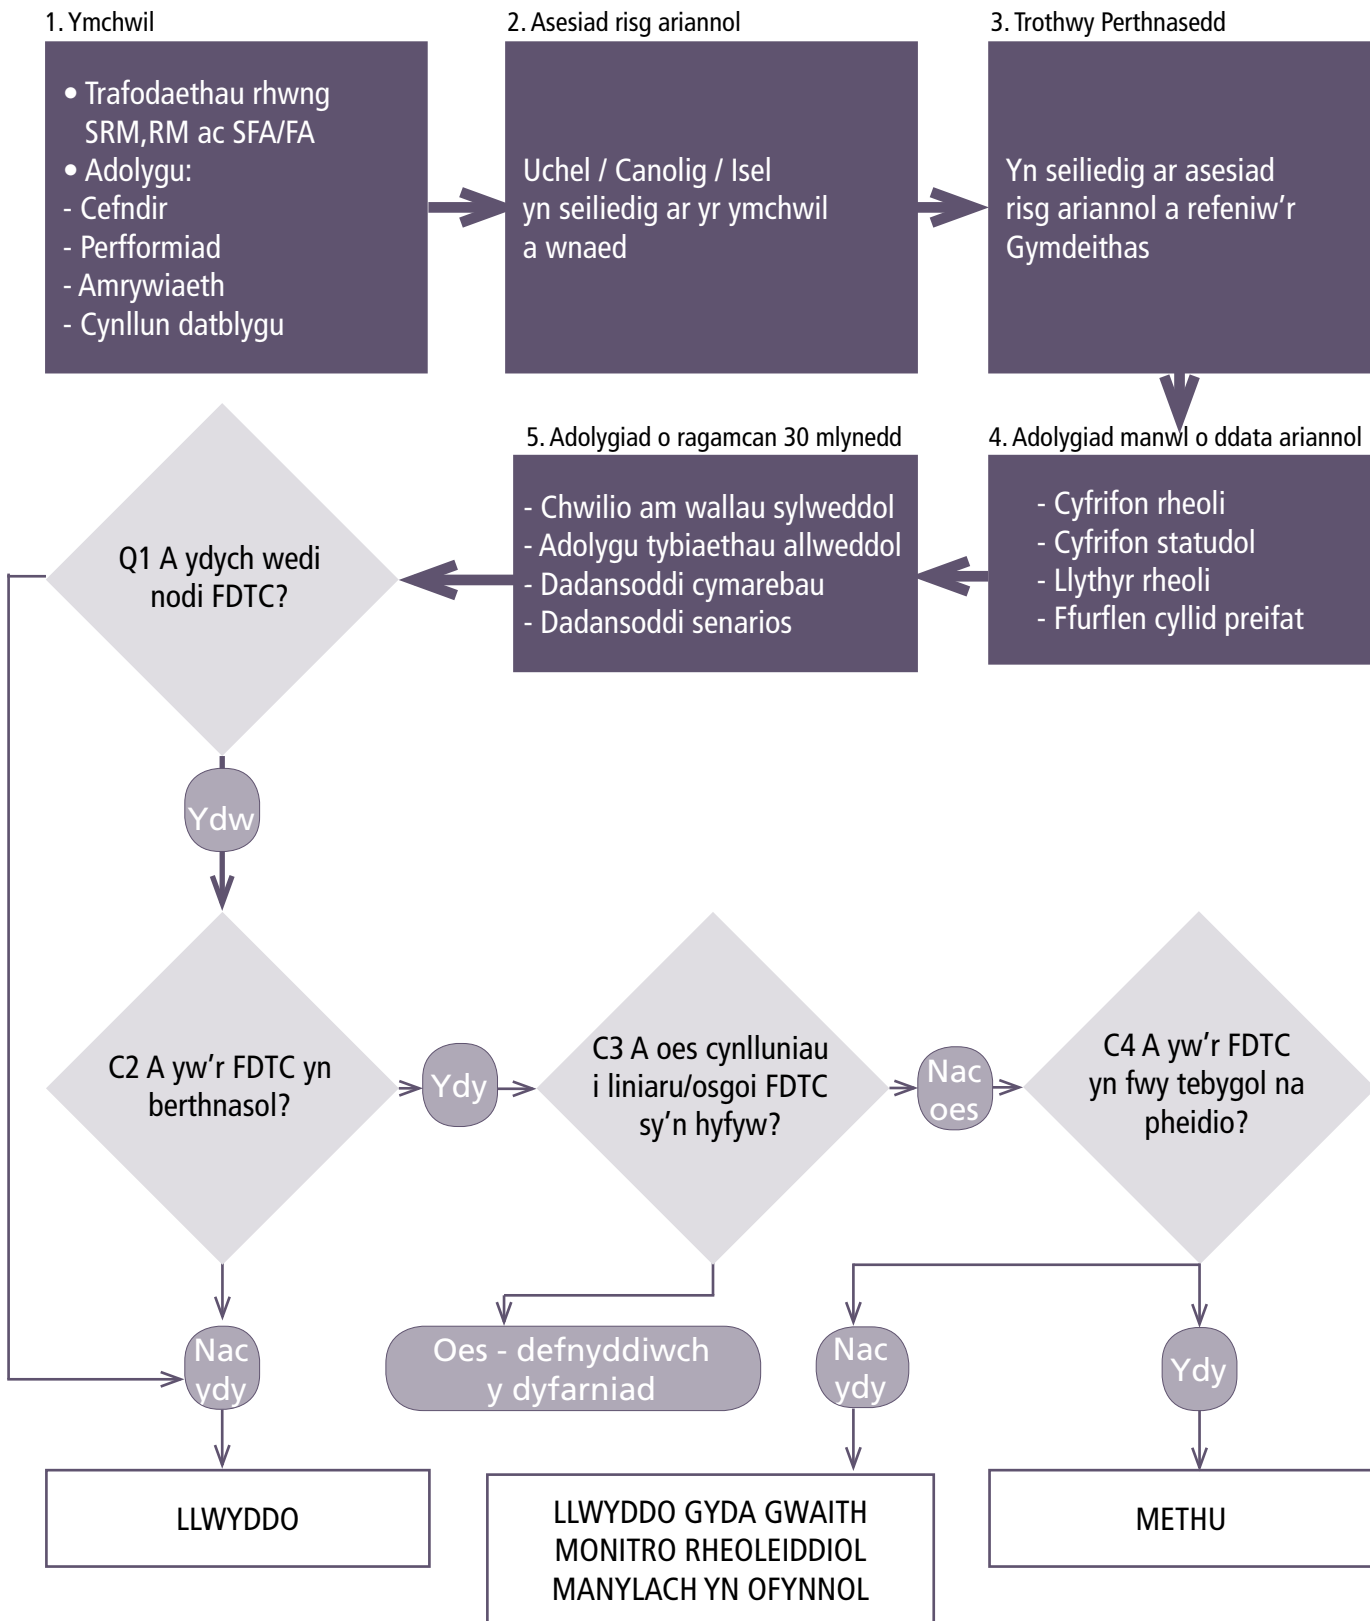 1. Ymchwil
• Trafodaethau rhwng
SRM,RM ac SFA/FA
• Adolygu:
- Cefndir
- Perfformiad
- Amrywiaeth
- Cynllun datblygu
2. Asesiad risg ariannol
Uchel / Canolig / Isel
yn seiliedig ar yr ymchwil
a wnaed
3. Trothwy Perthnasedd
Yn seiliedig ar asesiad
risg ariannol a refeniw'r
Gymdeithas
4. Adolygiad manwl o ddata ariannol
- Cyfrifon rheoli
- Cyfrifon statudol
- Llythyr rheoli
- Ffurflen cyllid preifat
5. Adolygiad o ragamcan 30 mlynedd
- Chwilio am wallau sylweddol
- Adolygu tybiaethau allweddol
- Dadansoddi cymarebau
- Dadansoddi senarios
Q1 A ydych wedi
nodi FDTC?
Ydw
C2 A yw'r FDTC yn
berthnasol?
Ydy
C3 A oes cynlluniau
i liniaru/osgoi FDTC
sy'n hyfyw?
Nac
oes
C4 A yw'r FDTC
yn fwy tebygol na
pheidio?
Nac
ydy
Oes - defnyddiwch
y dyfarniad
Nac
ydy
Ydy
LLWYDDO
LLWYDDO GYDA GWAITH
MONITRO RHEOLEIDDIOL
MANYLACH YN OFYNNOL
METHU